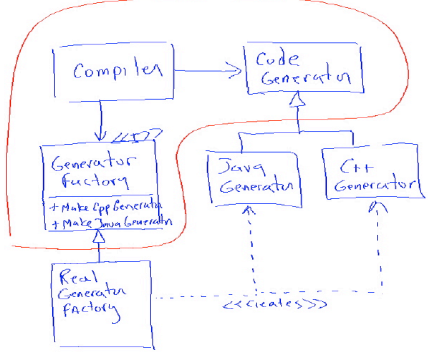 Compiler
Code
Generator
Generator
Factory
+ Make Cpp Generator
+ Make Java Generator
Java
Generator
C++
Generator
Real
Generator
FActory
<<creates>>